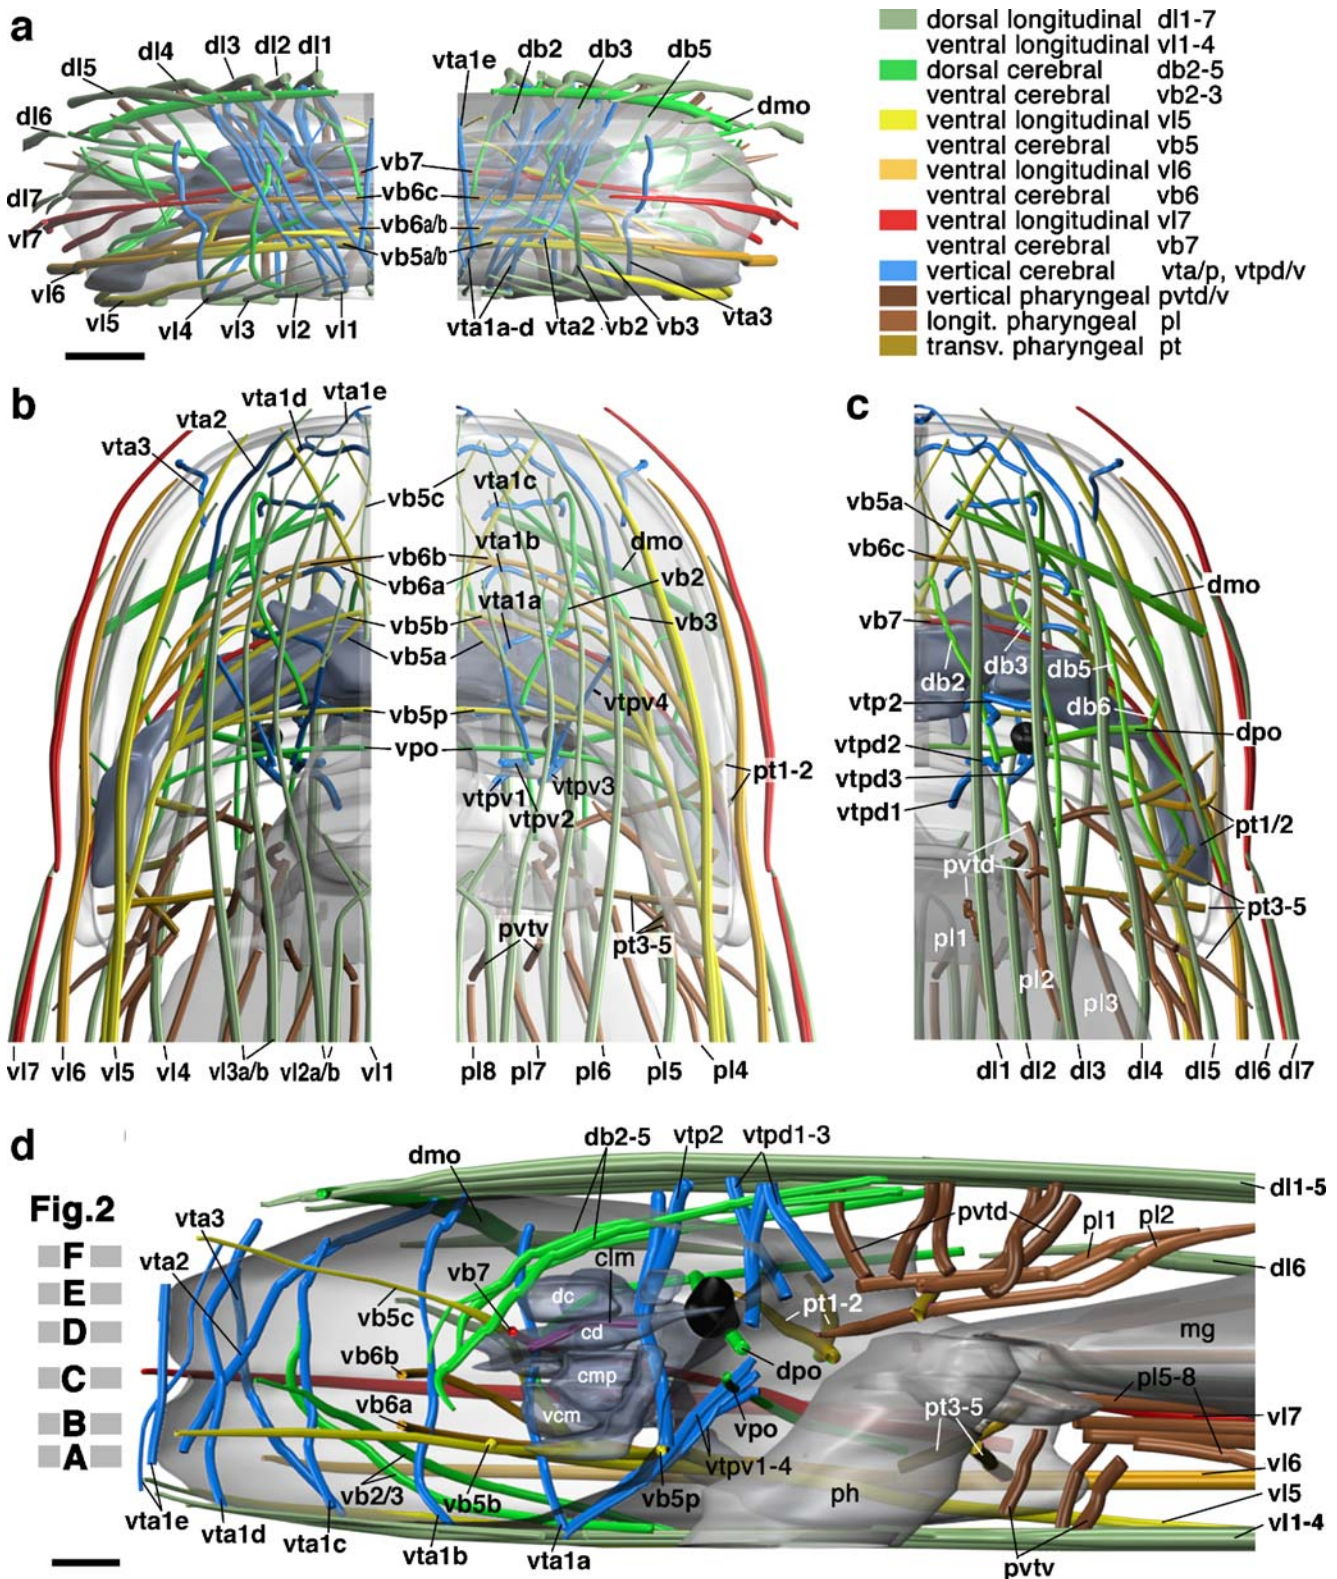 a
dl1
dl2
dl3
dl4
dl5
dl6
dl7
vl7
vl6
vl5
vl4
vl3
vl2
vl1
vb7
vb6c
vb6a/b
vb5a/b
vta1e
db2
db3
db5
dmo
vta1a-d
vta2
vb2
vb3
vta3
dorsal longitudinal dl1-7
ventral longitudinal vl1-4
dorsal cerebral db2-5
ventral cerebral vb2-3
ventral longitudinal vl5
ventral cerebral vb5
ventral longitudinal vl6
ventral cerebral vb6
ventral longitudinal vl7
ventral cerebral vb7
vertical cerebral vta/p, vtpd/v
vertical pharyngeal pvtd/v
longit. pharyngeal pl
transv. pharyngeal pt
b
vta3
vta2
vta1d
vta1e
vb5c
vb6b
vb6a
vb5b
vb5a
vb5p
vpo
vta1c
vta1b
vta1a
dmo
vb2
vb3
vtpv4
vtpv1
vtpv2
vtpv3
pt1-2
pvtv
pt3-5
vl7
vl6
vl5
vl4
vl3a/b
vl2a/b
vl1
pl8
pl7
pl6
pl5
pl4
c
vb5a
vb6c
vb7
db2
db3
db5
db6
dmo
vtp2
vtpd2
vtpd3
vtpd1
dpo
pt1/2
pvtd
pt3-5
pl1
pl2
pl3
dl1
dl2
dl3
dl4
dl5
dl6
dl7
d
Fig.2
F
E
D
C
B
A
dmo
db2-5
vtp2
vtpd1-3
dl1-5
vta3
vta2
vb5c
vb7
clm
dc
cd
cmp
vcm
pvtd
pl1
pl2
dl6
pt1-2
mg
vb6b
vb6a
dpo
vpo
pl5-8
pt3-5
vl7
vl6
vl5
vl1-4
vta1e
vta1d
vta1c
vb2/3
vb5b
vta1b
vta1a
vb5p
vtpv1-4
ph
pvtv